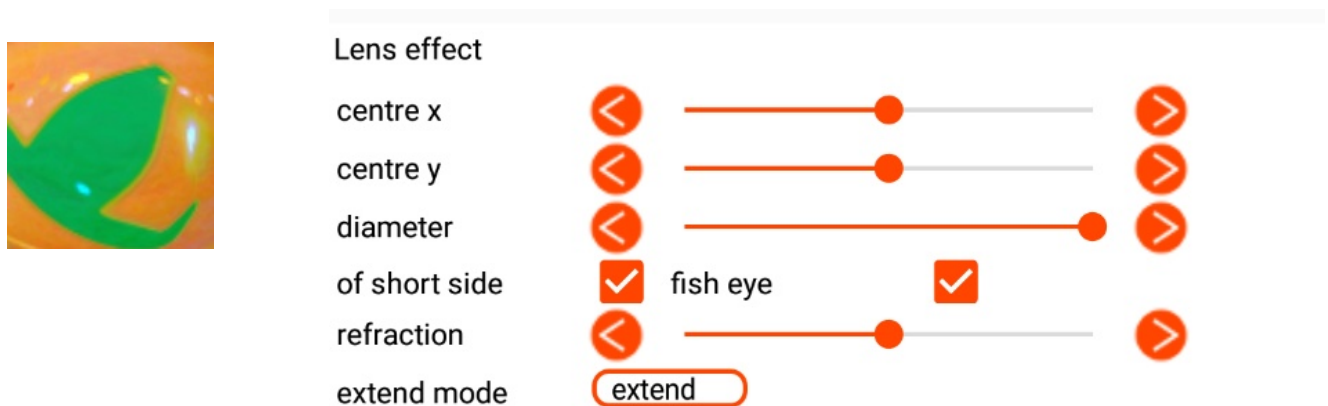 Lens effect
centre x
centre y
diameter
of short side fish eye
refraction
extend mode extend